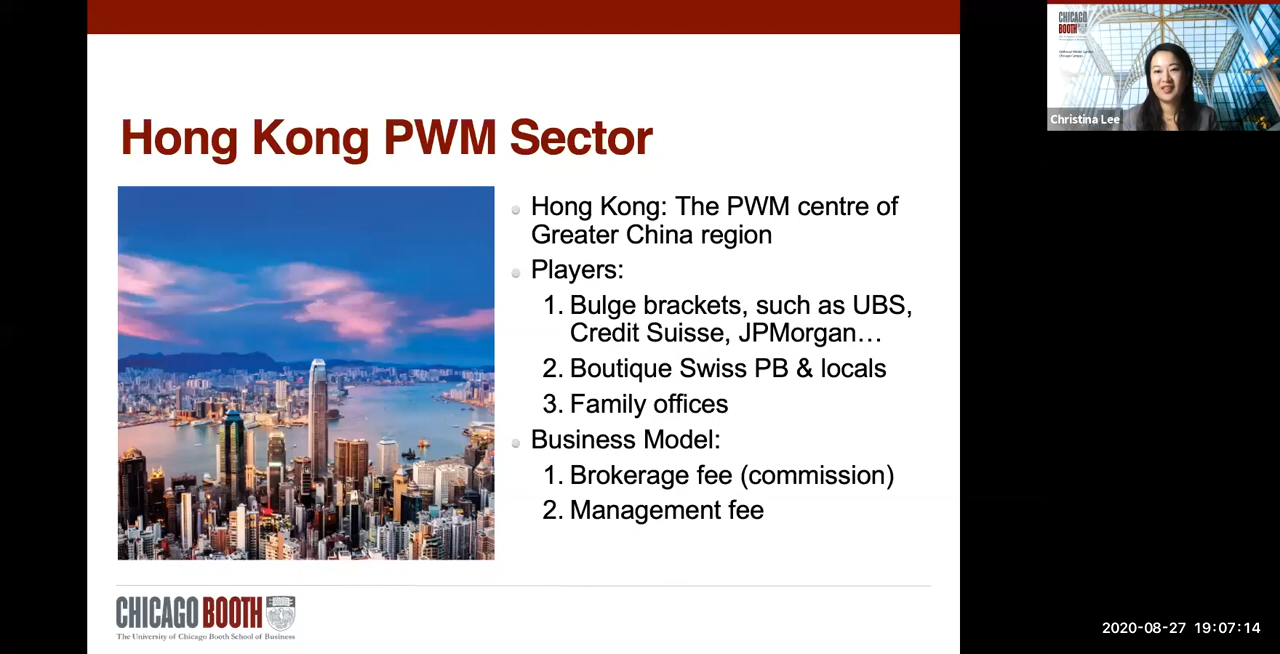 Hong Kong PWM Sector
Hong Kong: The PWM centre of
Greater China region
Players:
1. Bulge brackets, such as UBS,
Credit Suisse, JPMorgan…
2. Boutique Swiss PB & locals
3. Family offices
Business Model:
1. Brokerage fee (commission)
2. Management fee
CHICAGO BOOTH
The University of Chicago Booth School of Business
CHICAGO
BOOTH
Christina Lee
2020-08-27 19:07:14